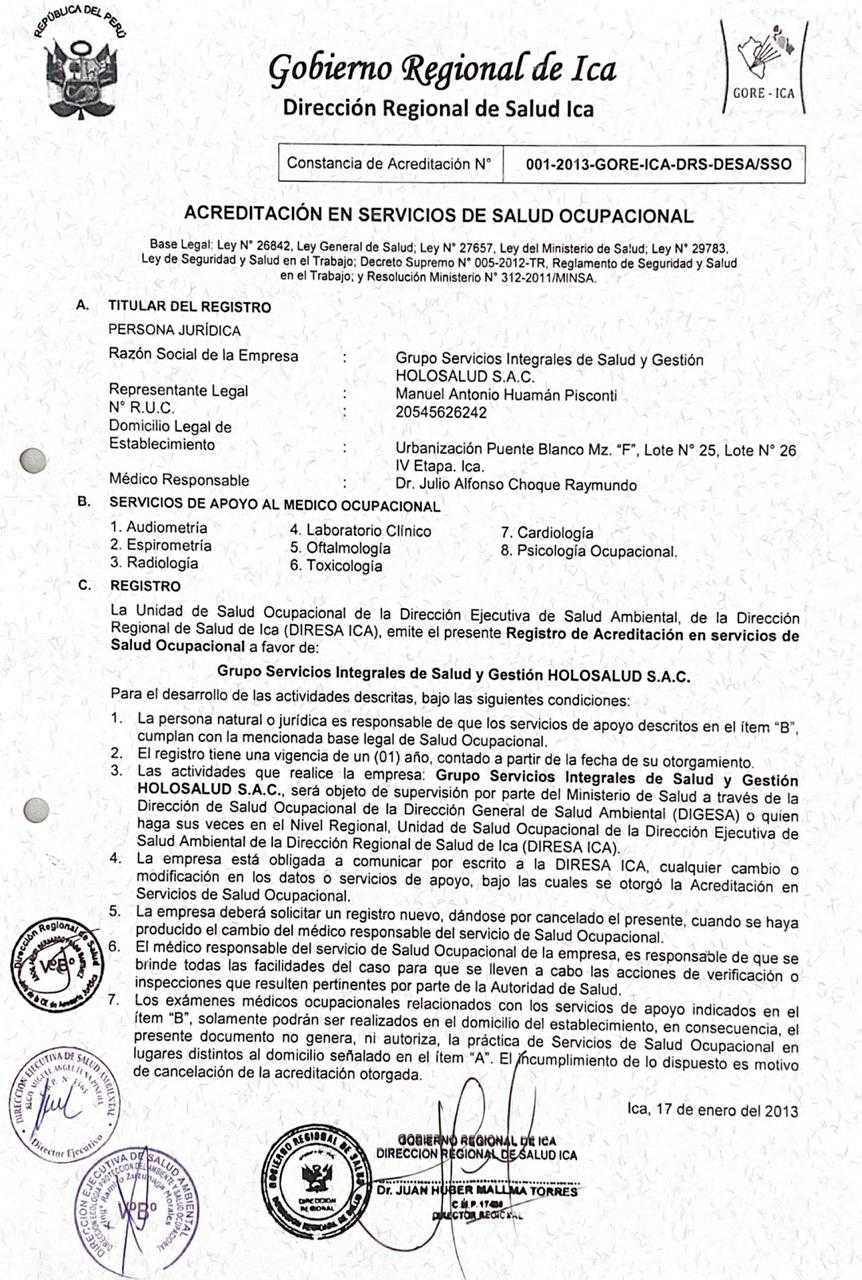 REPÚBLICA DEL PERÚ
Gobierno Regional de Ica
Dirección Regional de Salud Ica
GORE - ICA
Constancia de Acreditación N° 001-2013-GORE-ICA-DRS-DESA/SSO
ACREDITACIÓN EN SERVICIOS DE SALUD OCUPACIONAL
Base Legal: Ley N° 26842, Ley General de Salud; Ley N° 27657, Ley del Ministerio de Salud; Ley N° 29783,
Ley de Seguridad y Salud en el Trabajo; Decreto Supremo N° 005-2012-TR, Reglamento de Seguridad y Salud
en el Trabajo; y Resolución Ministerio N° 312-2011/MINSA.
A. TITULAR DEL REGISTRO
PERSONA JURÍDICA
Razón Social de la Empresa : Grupo Servicios Integrales de Salud y Gestión
HOLOSALUD S.A.C.
Representante Legal : Manuel Antonio Huamán Pisconti
N° R.U.C. : 20545626242
Domicilio Legal de
Establecimiento : Urbanización Puente Blanco Mz. “F”, Lote N° 25, Lote N° 26
IV Etapa. Ica.
Médico Responsable : Dr. Julio Alfonso Choque Raymundo
B. SERVICIOS DE APOYO AL MEDICO OCUPACIONAL
1. Audiometría 4. Laboratorio Clínico 7. Cardiología
2. Espirometría 5. Oftalmología 8. Psicología Ocupacional.
3. Radiología 6. Toxicología
C. REGISTRO
La Unidad de Salud Ocupacional de la Dirección Ejecutiva de Salud Ambiental, de la Dirección
Regional de Salud de Ica (DIRESA ICA), emite el presente Registro de Acreditación en servicios de
Salud Ocupacional a favor de:
Grupo Servicios Integrales de Salud y Gestión HOLOSALUD S.A.C.
Para el desarrollo de las actividades descritas, bajo las siguientes condiciones:
1. La persona natural o jurídica es responsable de que los servicios de apoyo descritos en el ítem “B”,
cumplan con la mencionada base legal de Salud Ocupacional.
2. El registro tiene una vigencia de un (01) año, contado a partir de la fecha de su otorgamiento.
3. Las actividades que realice la empresa: Grupo Servicios Integrales de Salud y Gestión
HOLOSALUD S.A.C., será objeto de supervisión por parte del Ministerio de Salud a través de la
Dirección de Salud Ocupacional de la Dirección General de Salud Ambiental (DIGESA) o quien
haga sus veces en el Nivel Regional, Unidad de Salud Ocupacional de la Dirección Ejecutiva de
Salud Ambiental de la Dirección Regional de Salud de Ica (DIRESA ICA).
4. La empresa está obligada a comunicar por escrito a la DIRESA ICA, cualquier cambio o
modificación en los datos o servicios de apoyo, bajo las cuales se otorgó la Acreditación en
Servicios de Salud Ocupacional.
5. La empresa deberá solicitar un registro nuevo, dándose por cancelado el presente, cuando se haya
producido el cambio del médico responsable del servicio de Salud Ocupacional.
6. El médico responsable del servicio de Salud Ocupacional de la empresa, es responsable de que se
brinde todas las facilidades del caso para que se lleven a cabo las acciones de verificación o
inspecciones que resulten pertinentes por parte de la Autoridad de Salud.
7. Los exámenes médicos ocupacionales relacionados con los servicios de apoyo indicados en el
ítem “B”, solamente podrán ser realizados en el domicilio del establecimiento, en consecuencia, el
presente documento no genera, ni autoriza, la práctica de Servicios de Salud Ocupacional en
lugares distintos al domicilio señalado en el ítem “A”. El incumplimiento de lo dispuesto es motivo
de cancelación de la acreditación otorgada.
Ica, 17 de enero del 2013
Dirección Regional de Salud
VºBº
DIRECCION EJECUTIVA DE SALUD AMBIENTAL
Director Ejecutivo
DIRECCION EJECUTIVA DE SALUD AMBIENTAL
VºBº
GOBIERNO REGIONAL DE SALUD
DIRECCION
REGIONAL
GOBIERNO REGIONAL DE ICA
DIRECCION REGIONAL DE SALUD ICA
Dr. JUAN HUBER MALLMA TORRES
DIRECTOR REGIONAL